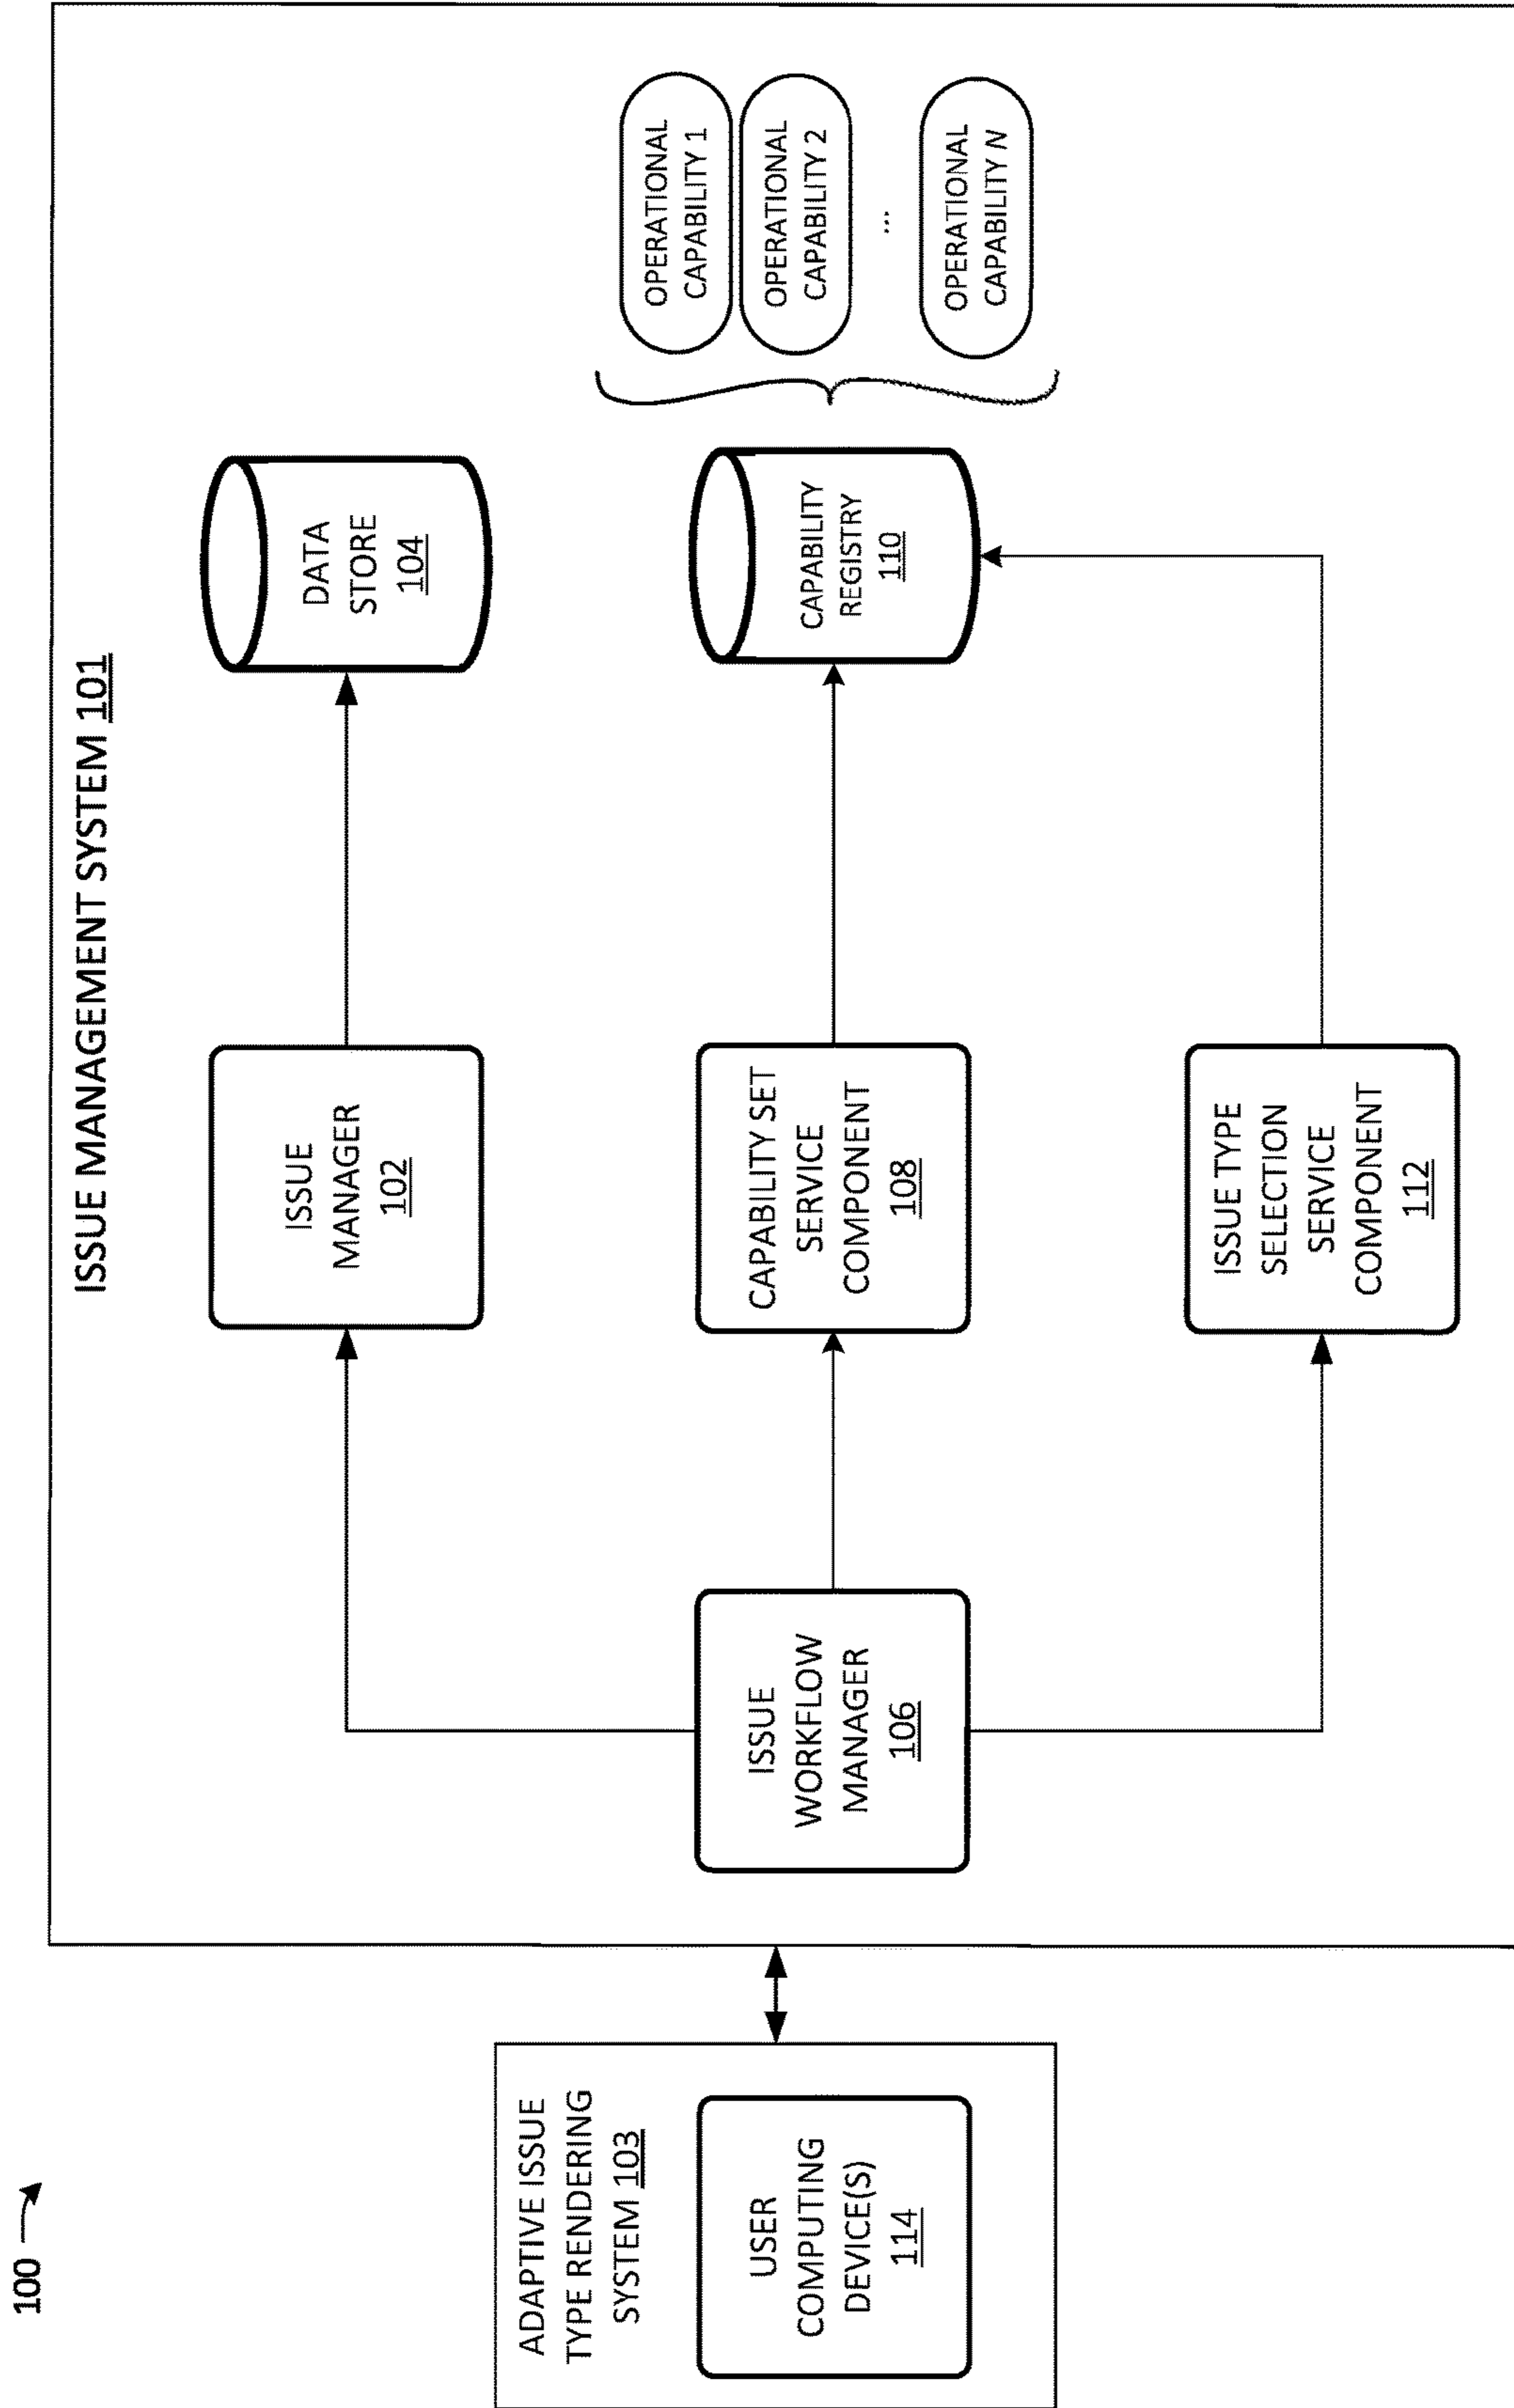 100
ISSUE MANAGEMENT SYSTEM 101
ADAPTIVE ISSUE
TYPE RENDERING
SYSTEM 103
USER
COMPUTING
DEVICE(S)
114
ISSUE
WORKFLOW
MANAGER
106
ISSUE
MANAGER
102
DATA
STORE
104
CAPABILITY SET
SERVICE
COMPONENT
108
CAPABILITY
REGISTRY
110
ISSUE TYPE
SELECTION
SERVICE
COMPONENT
112
OPERATIONAL
CAPABILITY 1
OPERATIONAL
CAPABILITY 2
...
OPERATIONAL
CAPABILITY N